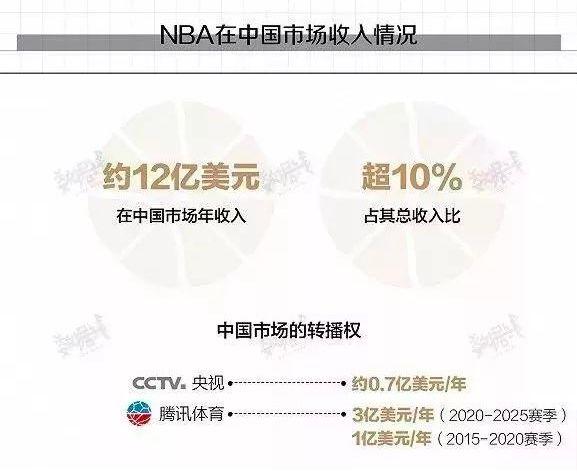 NBA在中国市场收入情况
约12亿美元 超10%
在中国市场年收入 占其总收入比
中国市场的转播权
CCTV. 央视 约0.7亿美元/年
腾讯体育 3亿美元/年（2020-2025赛季）
1亿美元/年（2015-2020赛季）